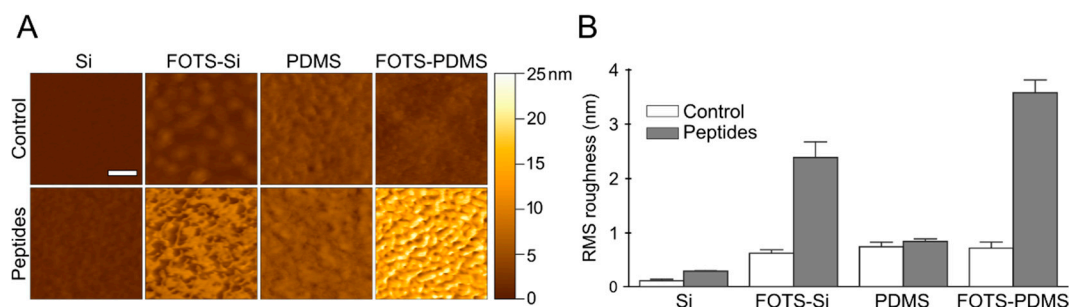 A
Si FOTS-Si PDMS FOTS-PDMS
Control
Peptides
25 nm
20
15
10
5
0
B
RMS roughness (nm)
4
3
2
1
0
Control
Peptides
Si FOTS-Si PDMS FOTS-PDMS